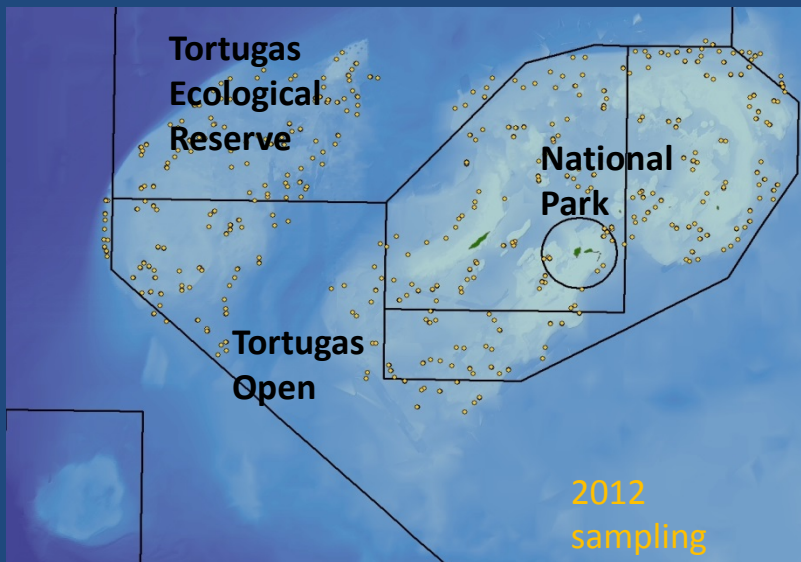 Tortugas
Ecological
Reserve
National
Park
Tortugas
Open
2012
sampling